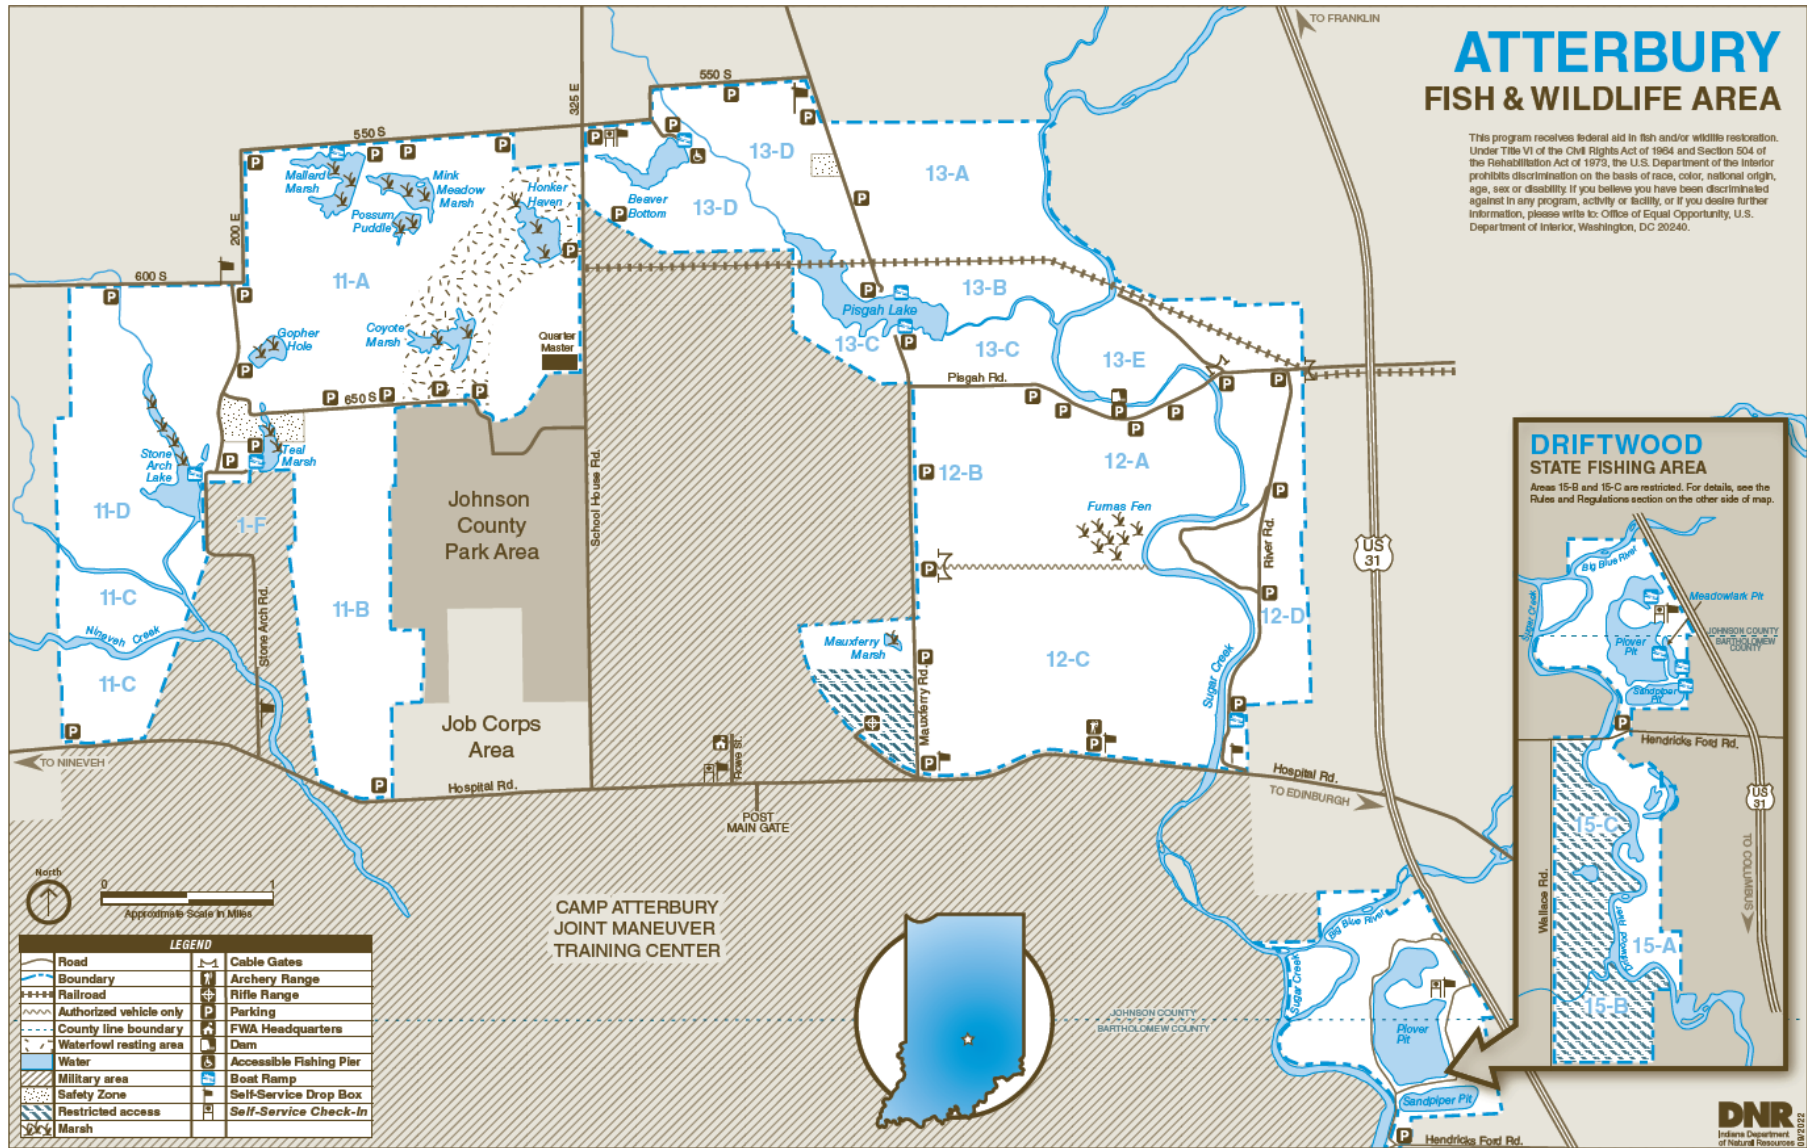 ATTERBURY
FISH & WILDLIFE AREA
This program receives federal aid in fish and/or wildlife restoration.
Under Title VI of the Civil Rights Act of 1964 and Section 504 of
the Rehabilitation Act of 1973, the U.S. Department of the Interior
prohibits discrimination on the basis of race, color, national origin,
age, sex or disability. If you believe you have been discriminated
against in any program, activity or facility, or if you desire further
information, please write to: Office of Equal Opportunity, U.S.
Department of Interior, Washington, DC 20240.
TO FRANKLIN
550 S
325 E
550 S
13-D
13-A
Mallard
Marsh
Mink
Meadow
Marsh
Possum
Puddle
Honker
Haven
Beaver
Bottom
13-D
200 E
600 S
11-A
13-B
Pisgah Lake
Gopher
Hole
Coyote
Marsh
Quarter
Master
13-C
13-C
13-E
Pisgah Rd.
650 S
Stone
Arch
Lake
Teal
Marsh
School House Rd.
Johnson
County
Park Area
12-B
12-A
Furnas Fen
River Rd.
US
31
11-D
1-F
11-C
11-B
Nineveh Creek
Stone Arch Rd.
11-C
12-D
Mauxferry
Marsh
12-C
Mauxferry Rd.
Sugar Creek
Job Corps
Area
Rowe St.
TO NINEVEH
Hospital Rd.
Hospital Rd.
TO EDINBURGH
POST
MAIN GATE
DRIFTWOOD
STATE FISHING AREA
Areas 15-B and 15-C are restricted. For details, see the
Rules and Regulations section on the other side of map.
Big Blue River
Sugar Creek
Meadowlark Pit
JOHNSON COUNTY
BARTHOLOMEW
COUNTY
Plover
Pit
Sandpiper
Pit
Hendricks Ford Rd.
US
31
15-C
TO COLUMBUS
Wallace Rd.
Driftwood River
15-A
15-B
North
0 1
Approximate Scale in Miles
LEGEND
Road
Boundary
Railroad
Authorized vehicle only
County line boundary
Waterfowl resting area
Water
Military area
Safety Zone
Restricted access
Marsh
Cable Gates
Archery Range
Rifle Range
Parking
FWA Headquarters
Dam
Accessible Fishing Pier
Boat Ramp
Self-Service Drop Box
Self-Service Check-In
CAMP ATTERBURY
JOINT MANEUVER
TRAINING CENTER
JOHNSON COUNTY
BARTHOLOMEW COUNTY
Big Blue River
Sugar Creek
Plover
Pit
Sandpiper Pit
Hendricks Ford Rd.
DNR
Indiana Department
of Natural Resources